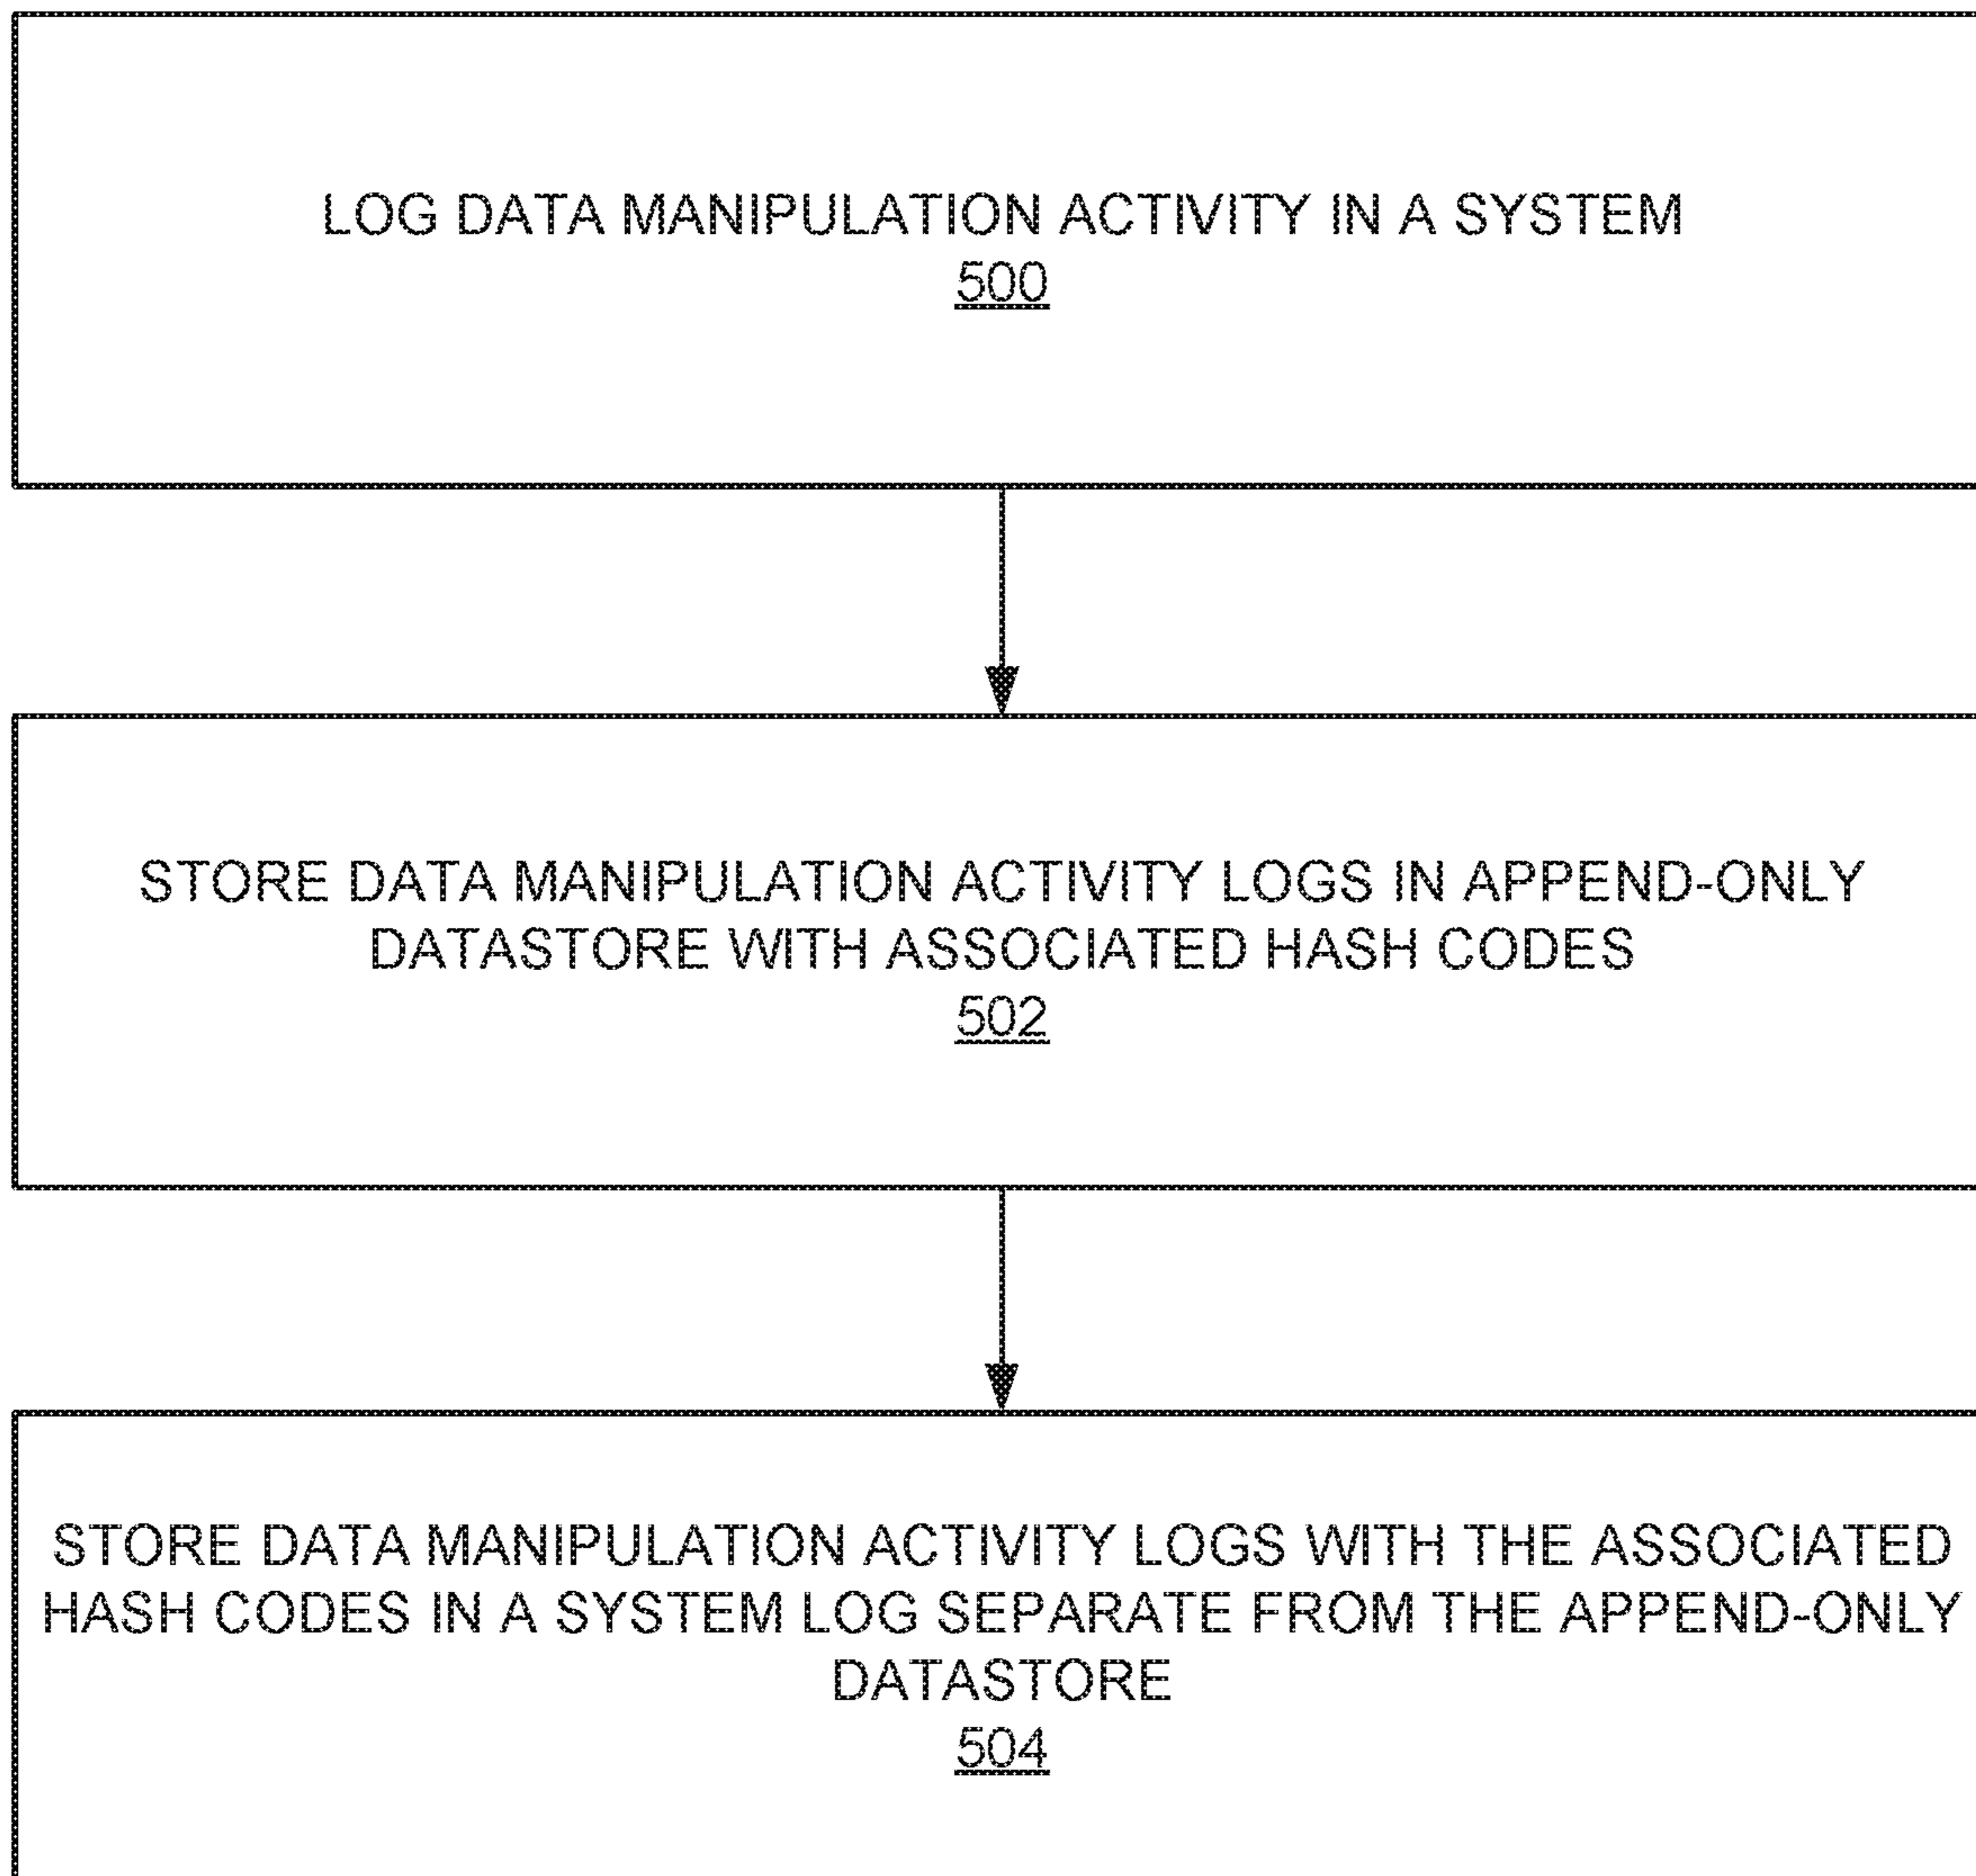 LOG DATA MANIPULATION ACTIVITY IN A SYSTEM
500
STORE DATA MANIPULATION ACTIVITY LOGS IN APPEND-ONLY
DATASTORE WITH ASSOCIATED HASH CODES
502
STORE DATA MANIPULATION ACTIVITY LOGS WITH THE ASSOCIATED
HASH CODES IN A SYSTEM LOG SEPARATE FROM THE APPEND-ONLY
DATASTORE
504